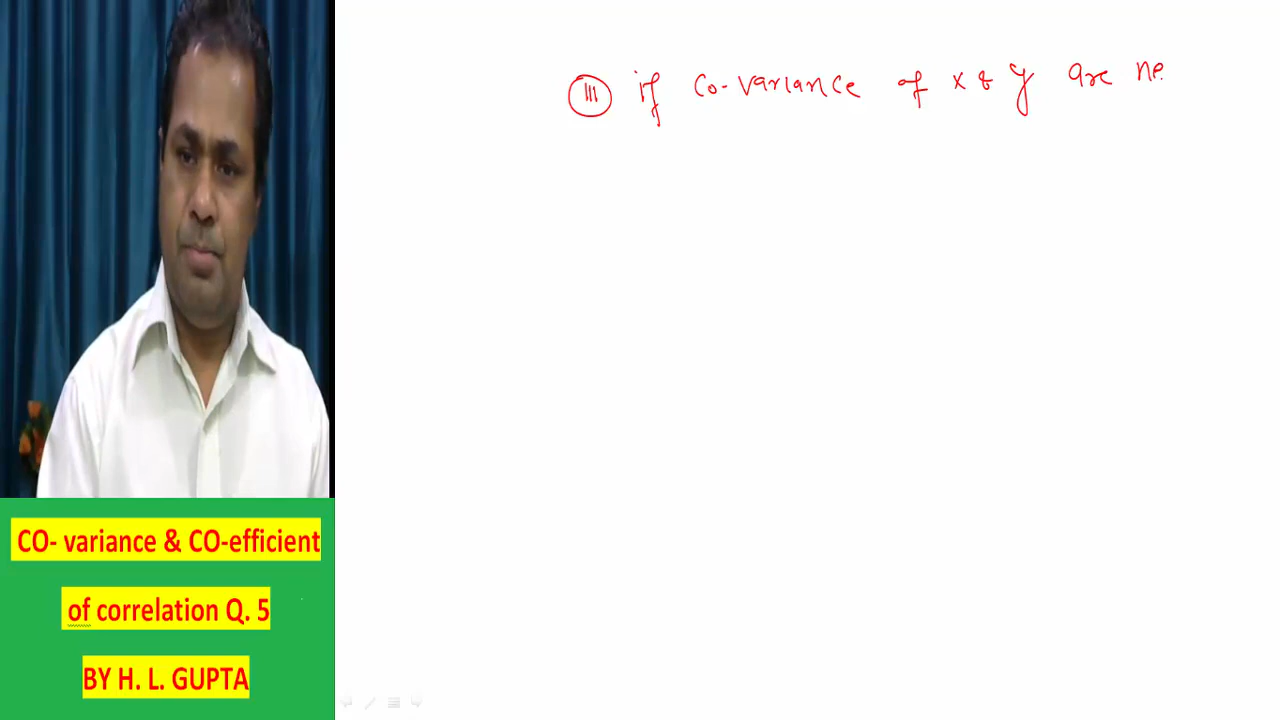 III if co-variance of x & y are ne
CO- variance & CO-efficient
of correlation Q. 5
BY H. L. GUPTA